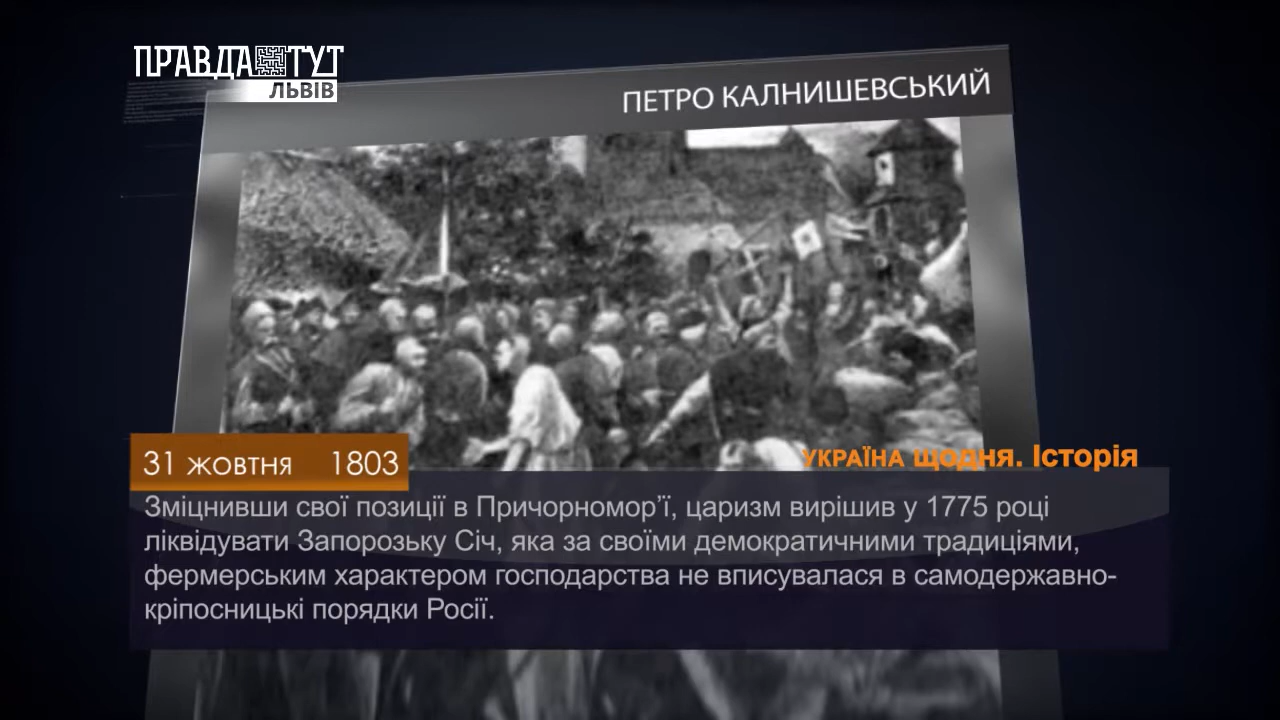 ПРАВДА ТУТ
ЛЬВІВ
ПЕТРО КАЛНИШЕВСЬКИЙ
31 жовтня 1803
УКРАЇНА щодня. Історія
Зміцнивши свої позиції в Причорномор’ї, царизм вирішив у 1775 році
ліквідувати Запорозьку Січ, яка за своїми демократичними традиціями,
фермерським характером господарства не вписувалася в самодержавно-
кріпосницькі порядки Росії.